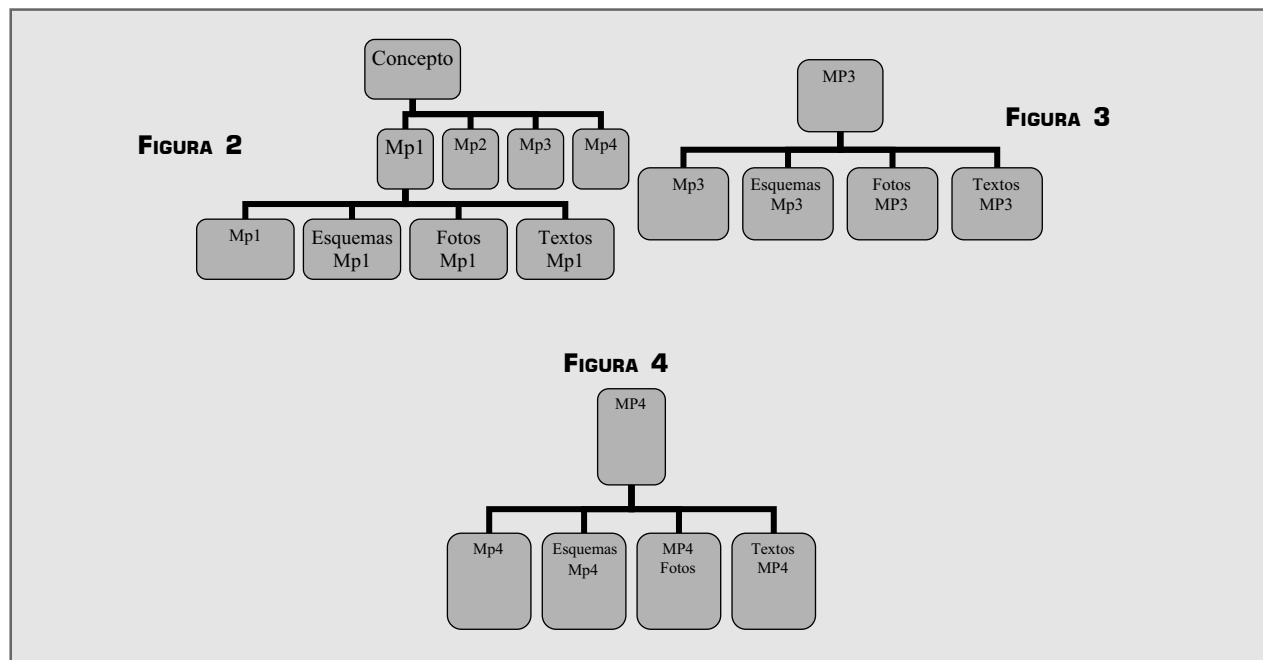 FIGURA 2
Concepto
Mp1
Mp2
Mp3
Mp4
Mp1
Esquemas
Mp1
Fotos
Mp1
Textos
Mp1
FIGURA 3
MP3
Mp3
Esquemas
Mp3
Fotos
MP3
Textos
MP3
FIGURA 4
MP4
Mp4
Esquemas
Mp4
MP4
Fotos
Textos
MP4